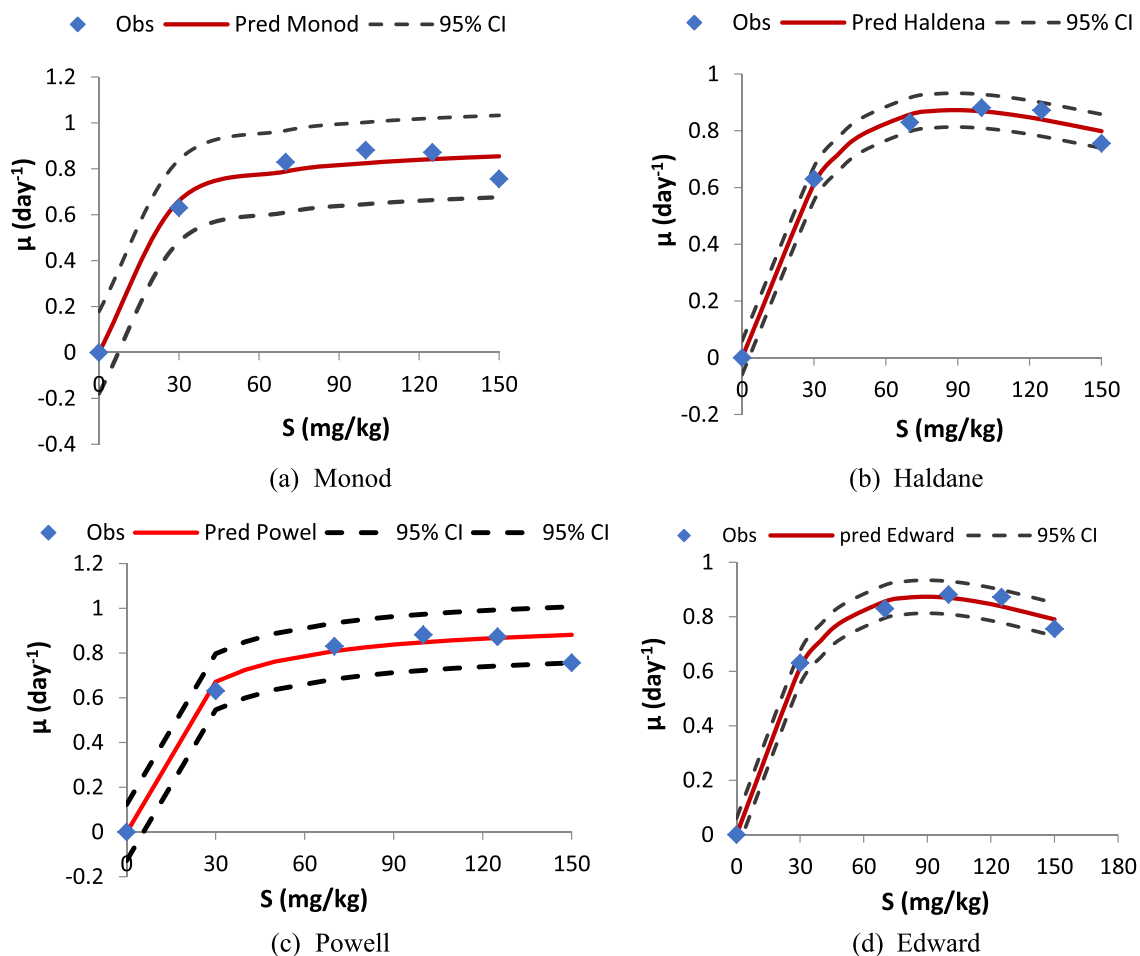 Obs Pred Monod 95% CI
1.2
1
0.8
0.6
0.4
0.2
0
-0.2
-0.4
0 30 60 90 120 150
μ (day⁻¹)
S (mg/kg)
(a) Monod
Obs Pred Haldena 95% CI
1
0.8
0.6
0.4
0.2
0
-0.2
0 30 60 90 120 150
μ (day⁻¹)
S (mg/kg)
(b) Haldane
Obs Pred Powel 95% CI 95% CI
1.2
1
0.8
0.6
0.4
0.2
0
-0.2
0 30 60 90 120 150
μ (day⁻¹)
S (mg/kg)
(c) Powell
Obs pred Edward 95% CI
1
0.8
0.6
0.4
0.2
0
0 30 60 90 120 150 180
μ (day⁻¹)
S (mg/kg)
(d) Edward